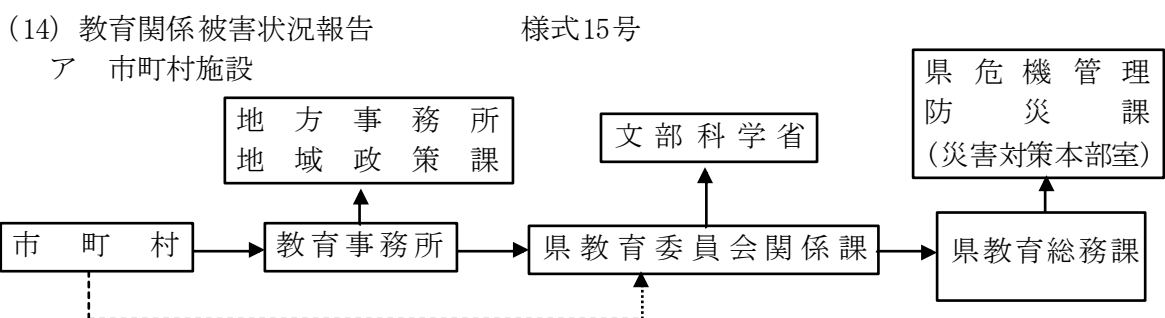 (14) 教育関係被害状況報告 様式15号
ア 市町村施設
県危機管理
防災課
(災害対策本部室)
地方事務所
地域政策課
文部科学省
市町村
教育事務所
県教育委員会関係課
県教育総務課